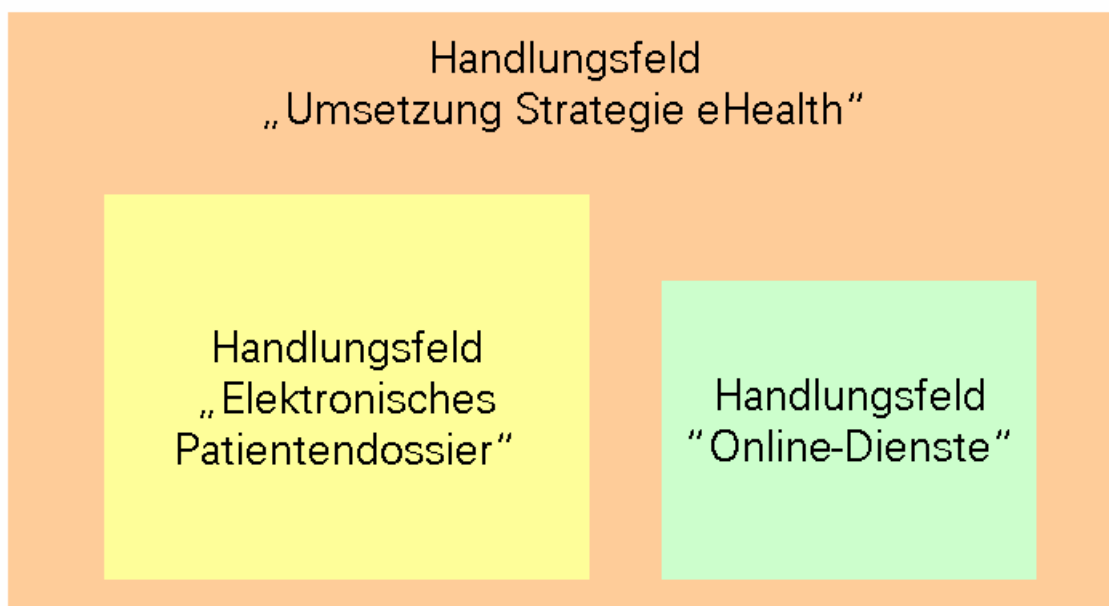 Handlungsfeld
„Umsetzung Strategie eHealth“
Handlungsfeld
„Elektronisches
Patientendossier“
Handlungsfeld
“Online-Dienste”